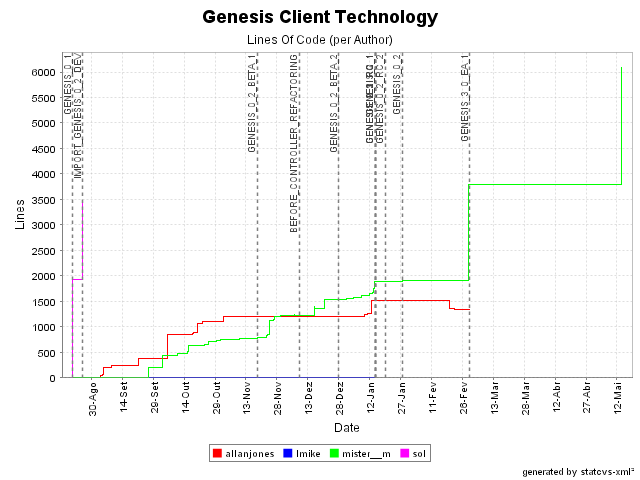 Genesis Client Technology
Lines Of Code (per Author)
GENESIS_0_1
IMPORT_GENESIS_0_2_DEV
GENESIS_0_2_BETA_1
BEFORE_CONTROLLER_REFACTORING
GENESIS_0_2_BETA_2
GENESIS_0_2_RC_2
GENESIS_0_2
GENESIS_3_0_EA_1
Lines
6000
5500
5000
4500
4000
3500
3000
2500
2000
1500
1000
500
0
30-Ago
14-Set
29-Set
14-Out
29-Out
13-Nov
28-Nov
13-Dez
28-Dez
12-Jan
27-Jan
11-Fev
26-Fev
13-Mar
28-Mar
12-Abr
27-Abr
12-Mai
Date
allanjones lmike mister__m sol
generated by statcvs-xml²